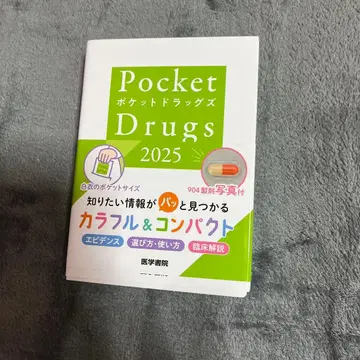 Pocket
ポケットドラッグズ
Drugs
2025
白衣のポケットサイズ
904製剤写真付
知りたい情報がパッと見つかる
カラフル&コンパクト
エビデンス 選び方・使い方 臨床解説
医学書院